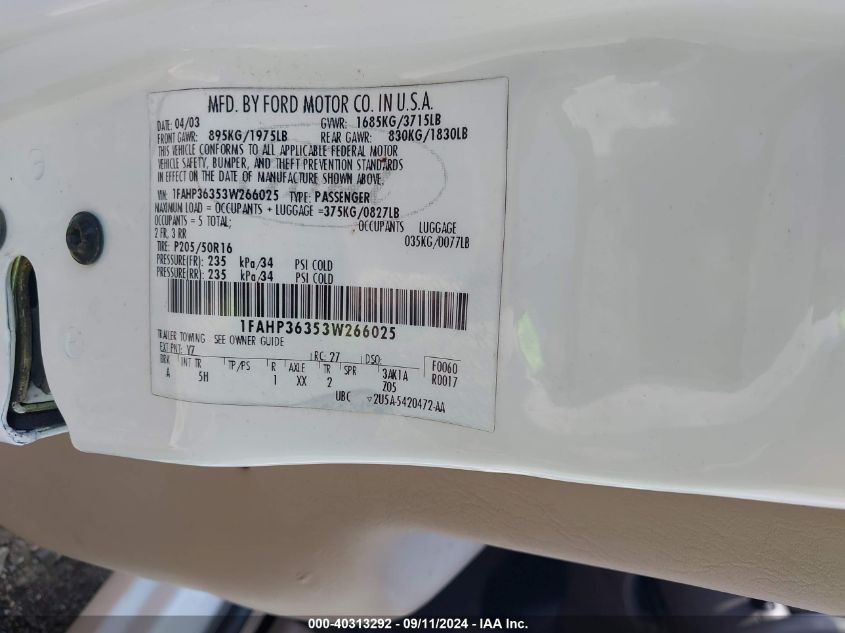 MFD. BY FORD MOTOR CO. IN U.S.A.
DATE: 04/03 GVWR: 1685KG/3715LB
FRONT GAWR: 895KG/1975LB REAR GAWR: 830KG/1830LB
THIS VEHICLE CONFORMS TO ALL APPLICABLE FEDERAL MOTOR
VEHICLE SAFETY, BUMPER, AND THEFT PREVENTION STANDARDS
IN EFFECT ON THE DATE OF MANUFACTURE SHOWN ABOVE.
VIN: 1FAHP36353W266025 TYPE: PASSENGER
MAXIMUM LOAD = OCCUPANTS + LUGGAGE =375KG/0827LB
OCCUPANTS = 5 TOTAL; OCCUPANTS LUGGAGE
2 FR, 3 RR 035KG/0077LB
TIRE: P205/50R16
PRESSURE(FR): 235 kPa/34 PSI COLD
PRESSURE(RR): 235 kPa/34 PSI COLD
1FAHP36353W266025
TRAILER TOWING SEE OWNER GUIDE
EXT PNT: YZ RC: 27 DSO: F0060
BRK INT TR TP/PS R AXLE TR SPR R0017
A 5H 1 XX 2 3AK1A
Z05
UBC ▽2U5A-5420472-AA
000-40313292 - 09/11/2024 - IAA Inc.